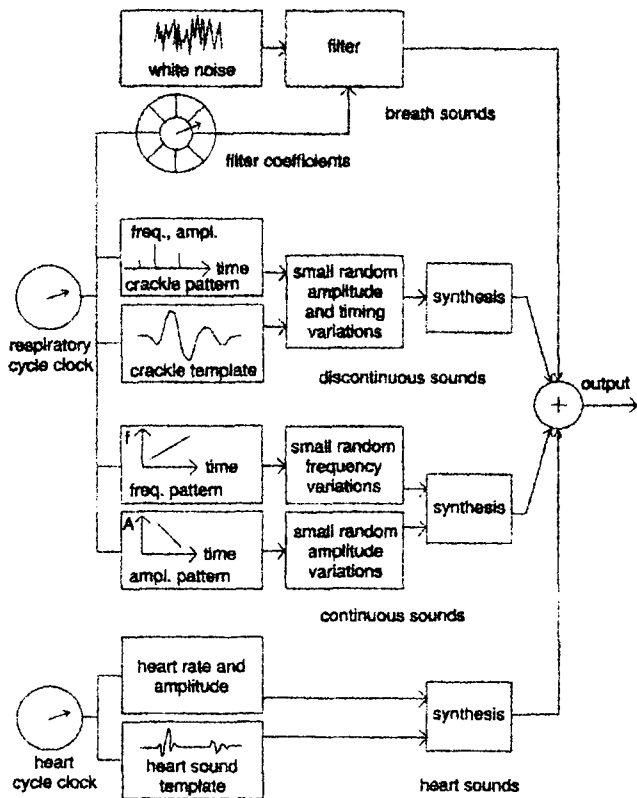 white noise
filter
breath sounds
filter coefficients
freq., ampl.
time
crackle pattern
small random
amplitude
and timing
variations
synthesis
respiratory
cycle clock
crackle template
discontinuous sounds
output
+
f
time
freq. pattern
small random
frequency
variations
synthesis
A
time
ampl. pattern
small random
amplitude
variations
continuous sounds
heart rate and
amplitude
synthesis
heart
cycle clock
heart sound
template
heart sounds